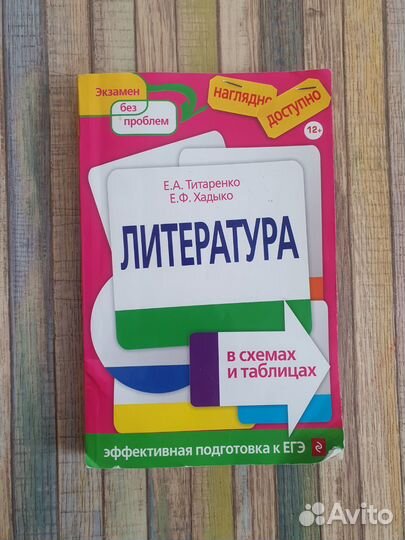 Экзамен
без
проблем
наглядно
доступно
12+
Е.А. Титаренко
Е.Ф. Хадыко
ЛИТЕРАТУРА
в схемах
и таблицах
эффективная подготовка к ЕГЭ
Avito